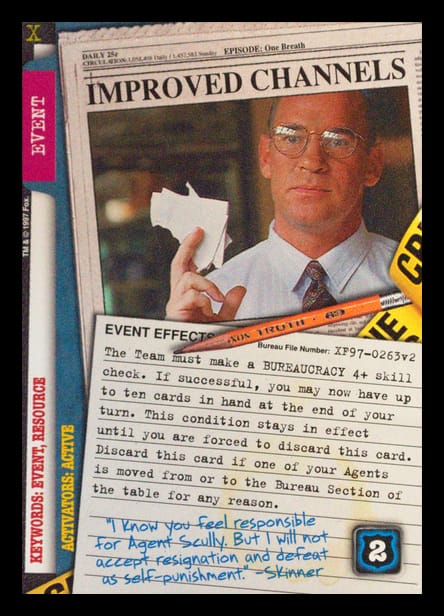 X
EVENT
TM & © 1997 Fox.
KEYWORDS: EVENT, RESOURCE
ACTIVATORS: ACTIVE
DAILY 25¢
EPISODE: One Breath
IMPROVED CHANNELS
TRUTH
EVENT EFFECTS
Bureau File Number: XF97-0263v2
The Team must make a BUREAUCRACY 4+ skill
check. If successful, you may now have up
to ten cards in hand at the end of your
turn. This condition stays in effect
until you are forced to discard this card.
Discard this card if one of your Agents
is moved from or to the Bureau Section of
the table for any reason.
"I know you feel responsible
for Agent Scully. But I will not
accept resignation and defeat
as self-punishment." -Skinner
2